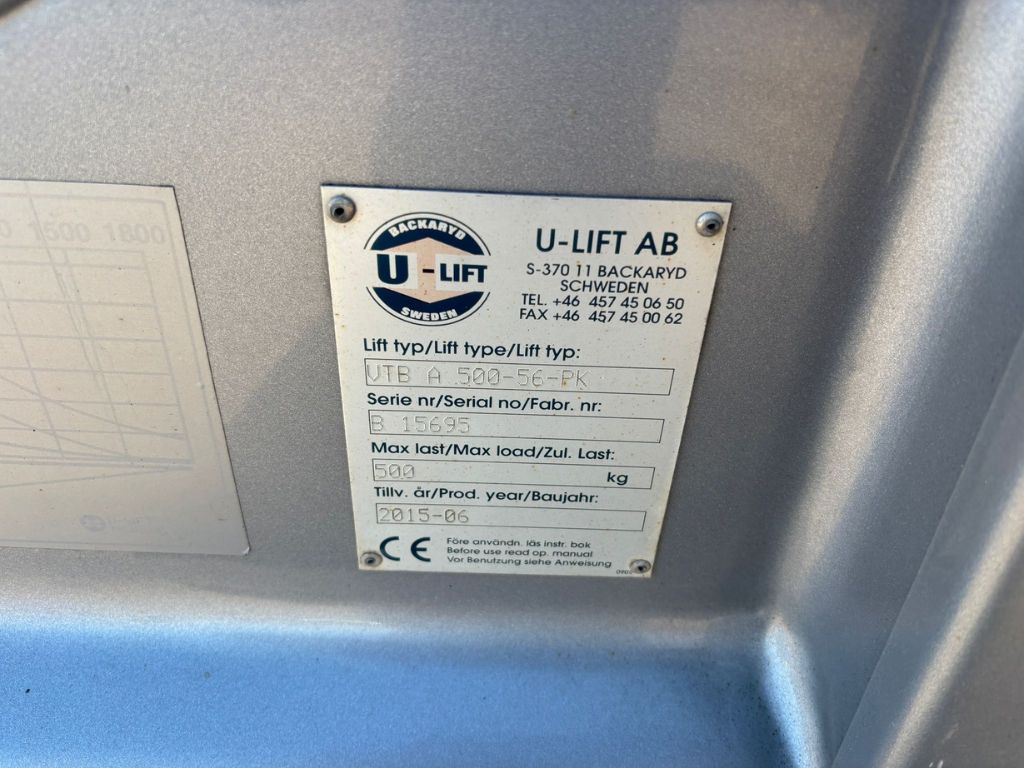 1500 1800
BACKARYD
U-LIFT
SWEDEN
U-LIFT AB
S-370 11 BACKARYD
SCHWEDEN
TEL. +46 457 45 06 50
FAX +46 457 45 00 62
Lift typ/Lift type/Lift typ:
VTB A 500-56-PK
Serie nr/Serial no/Fabr. nr:
B 15695
Max last/Max load/Zul. Last:
500 kg
Tillv. år/Prod. year/Baujahr:
2015-06
CE
Före användn. läs instr. bok
Before use read op. manual
Vor Benutzung siehe Anweisung